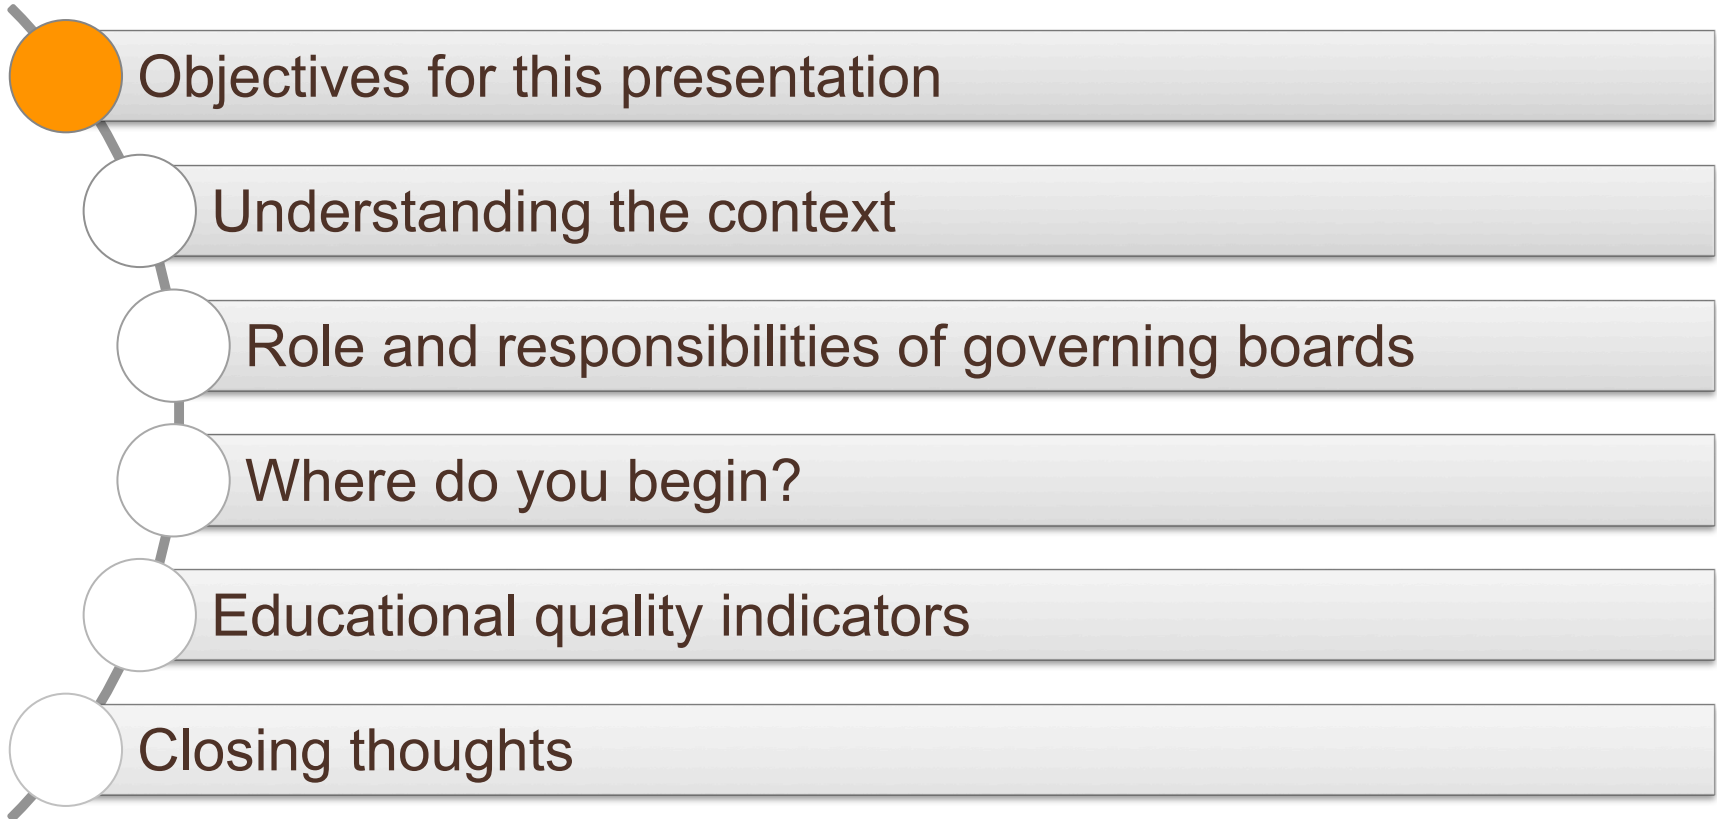 Objectives for this presentation
Understanding the context
Role and responsibilities of governing boards
Where do you begin?
Educational quality indicators
Closing thoughts